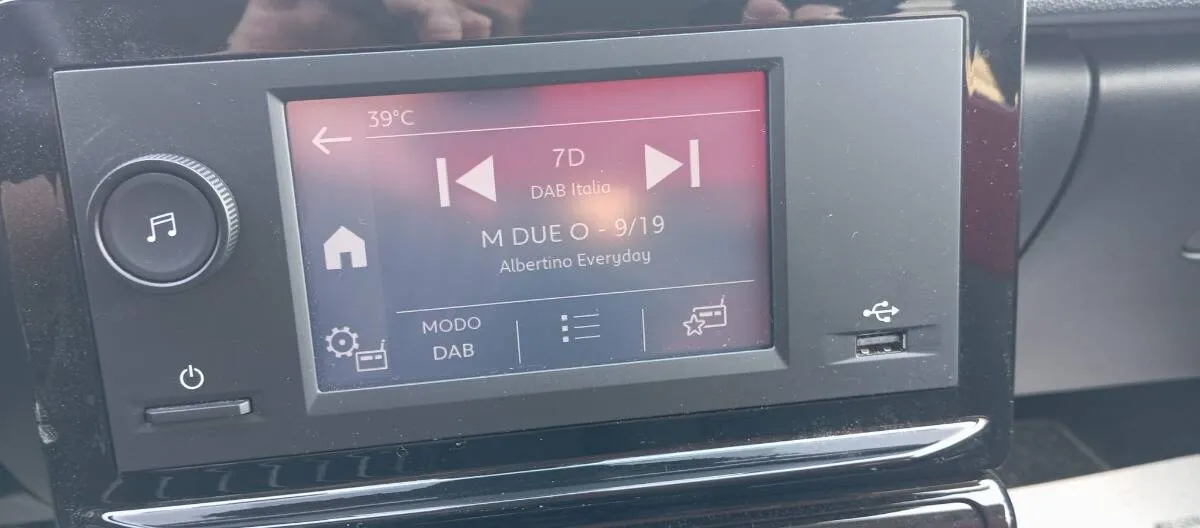 39°C
7D
DAB Italia
M DUE O - 9/19
Albertino Everyday
MODO
DAB